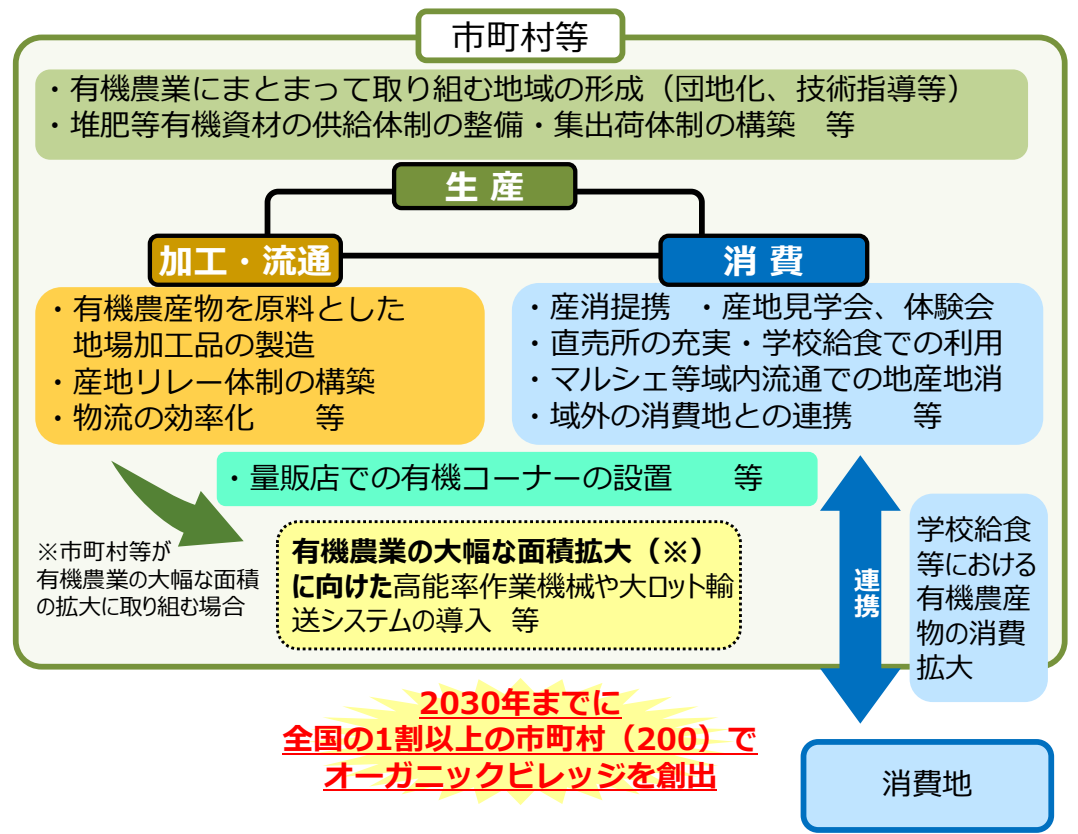 市町村等
・有機農業にまとまって取り組む地域の形成（団地化、技術指導等）
・堆肥等有機資材の供給体制の整備・集出荷体制の構築　等
生 産
加工・流通
消 費
・有機農産物を原料とした
地場加工品の製造
・産地リレー体制の構築
・物流の効率化　　等
・産消提携　・産地見学会、体験会
・直売所の充実・学校給食での利用
・マルシェ等域内流通での地産地消
・域外の消費地との連携　　等
・量販店での有機コーナーの設置　　等
※市町村等が
有機農業の大幅な面積
の拡大に取り組む場合
有機農業の大幅な面積拡大（※）
に向けた高能率作業機械や大ロット輸
送システムの導入　等
連携
学校給食
等における
有機農産
物の消費
拡大
2030年までに
全国の1割以上の市町村（200）で
オーガニックビレッジを創出
消費地